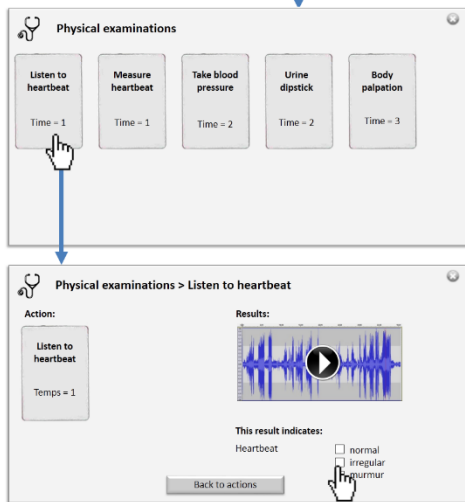 Physical examinations
Listen to
heartbeat
Time = 1
Measure
heartbeat
Time = 1
Take blood
pressure
Time = 2
Urine
dipstick
Time = 2
Body
palpation
Time = 3
Physical examinations > Listen to heartbeat
Action:
Listen to
heartbeat
Temps = 1
Results:
This result indicates:
Heartbeat
normal
irregular
murmur
Back to actions